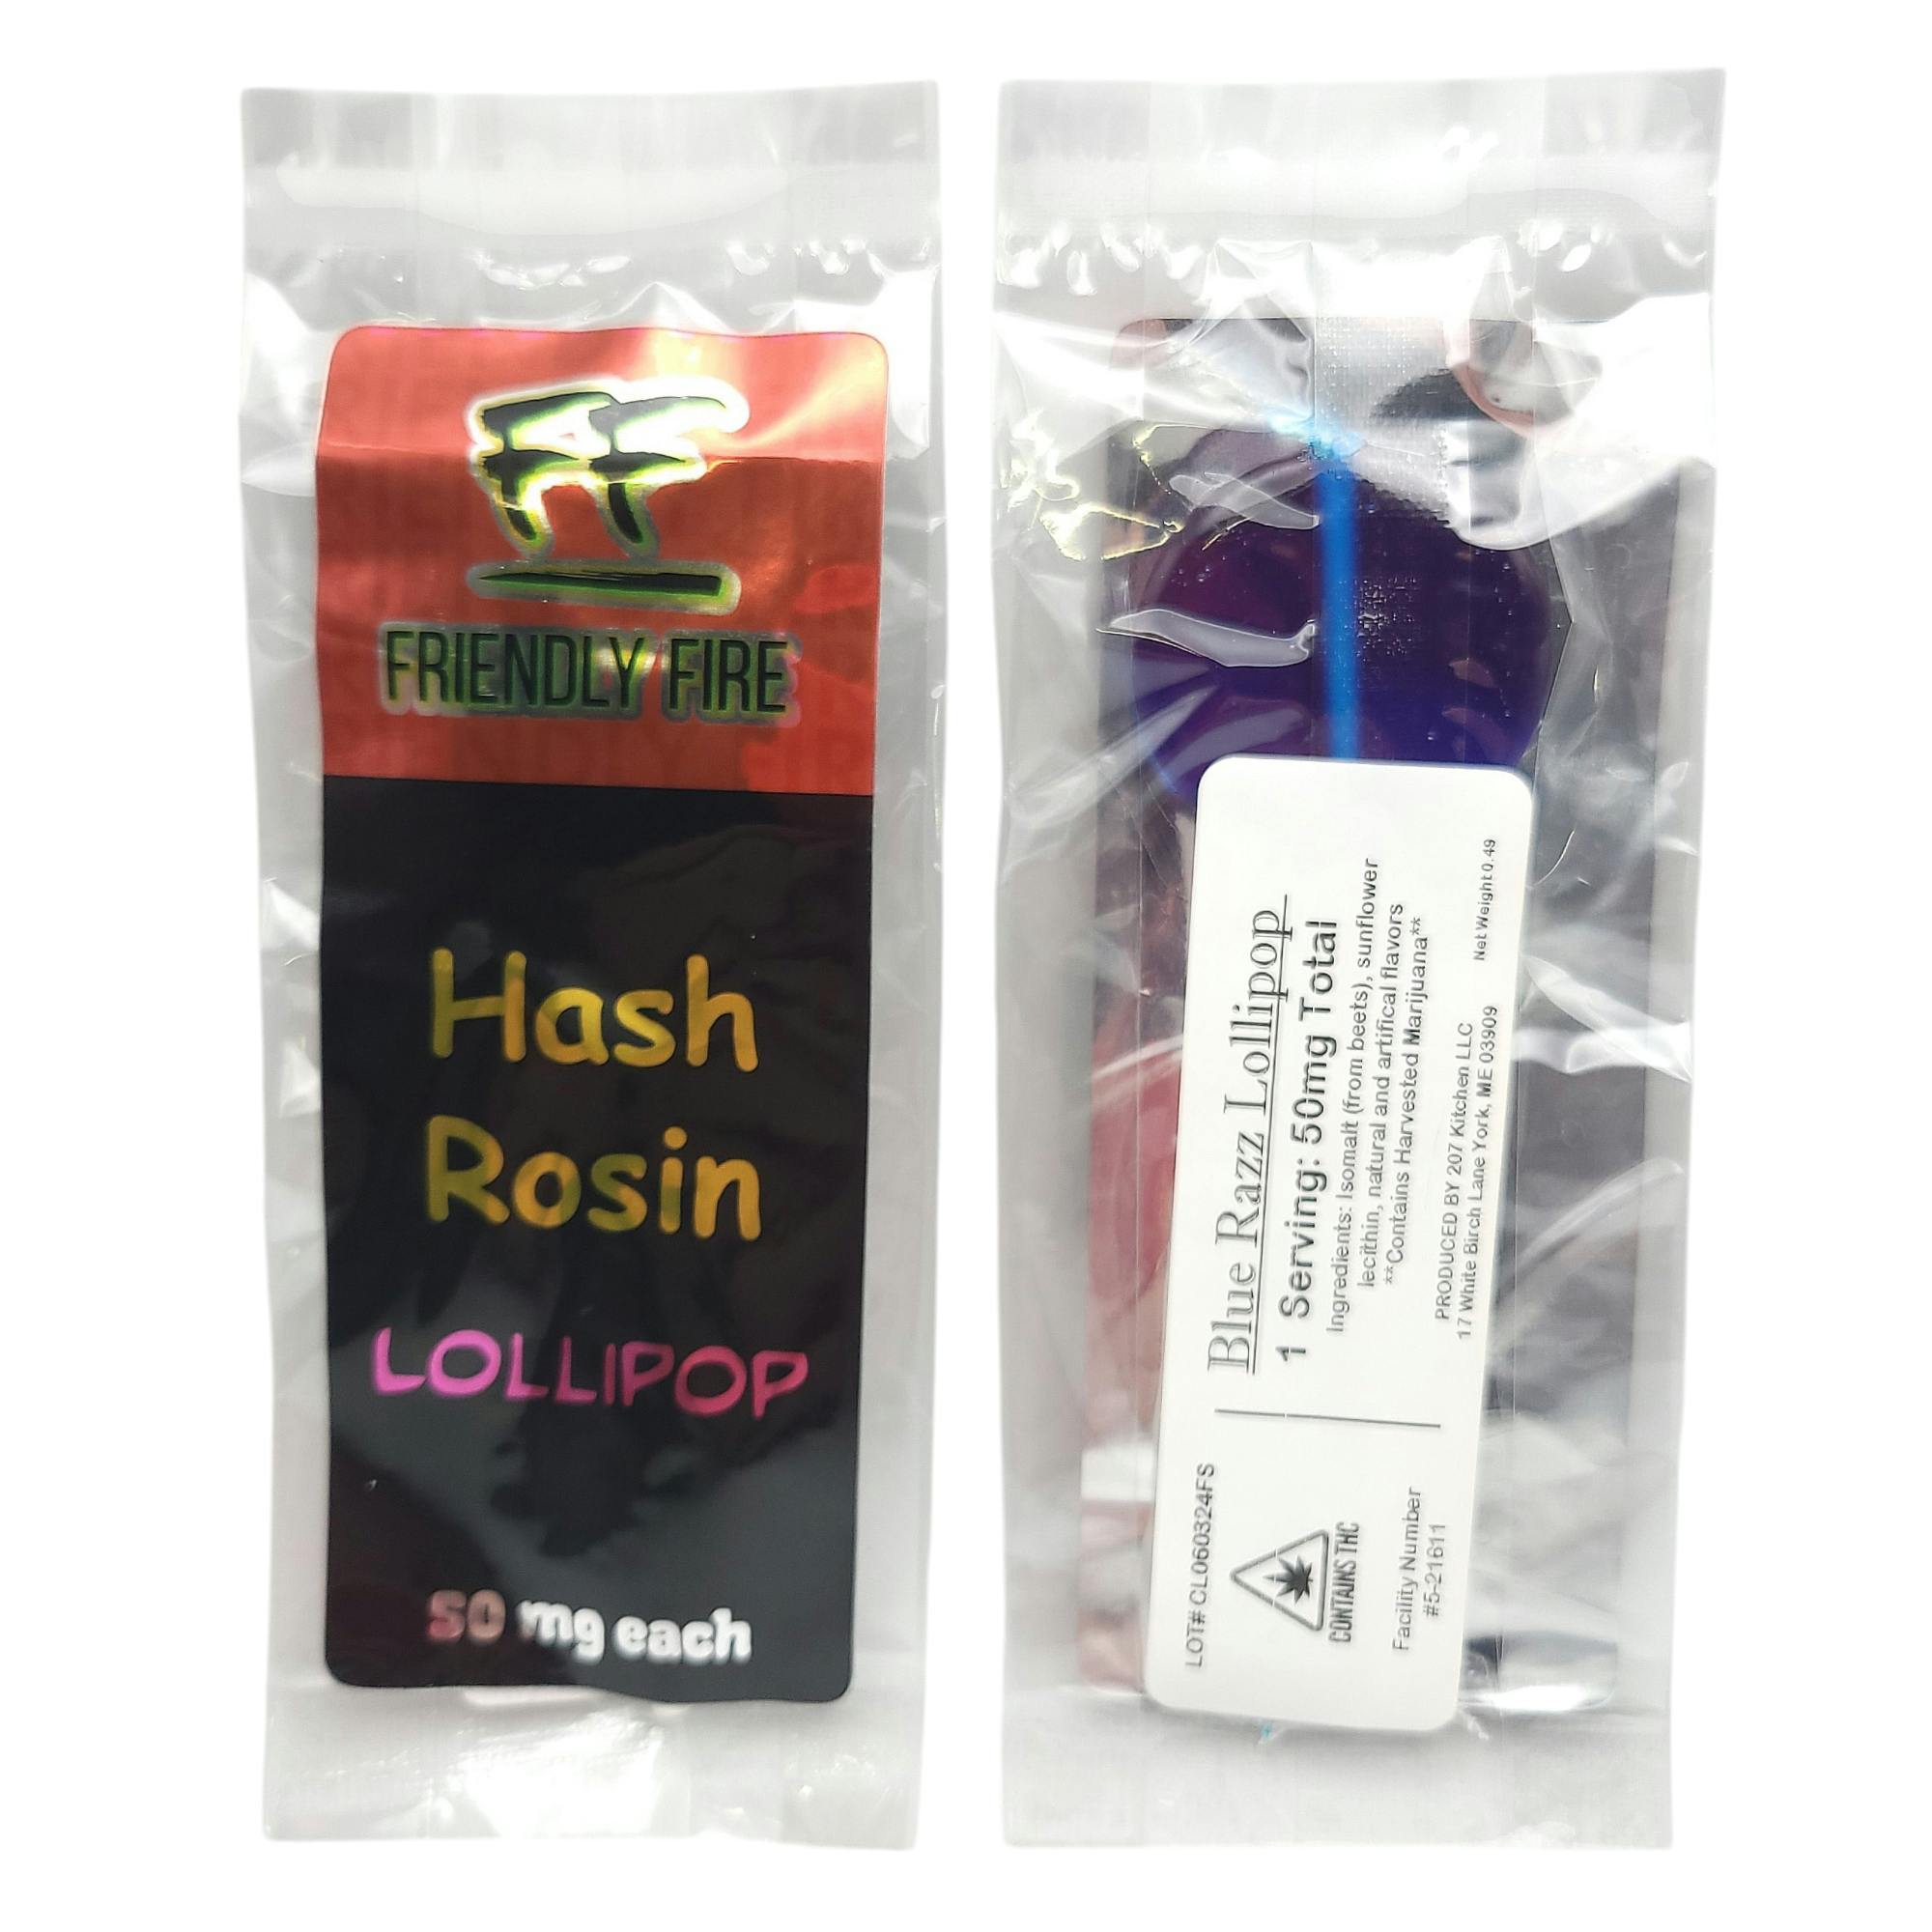 FF
FRIENDLY FIRE
Hash
Rosin
LOLLIPOP
50 mg each
Blue Razz Lollipop
1 Serving: 50mg Total
Ingredients: Isomalt (from beets), sunflower
lecithin, natural and artifical flavors
**Contains Harvested Marijuana**
PRODUCED BY 207 Kitchen LLC
17 White Birch Lane York, ME 03909
Net Weight 0.49
LOT# CL060324FS
CONTAINS THC
Facility Number
#5-21611